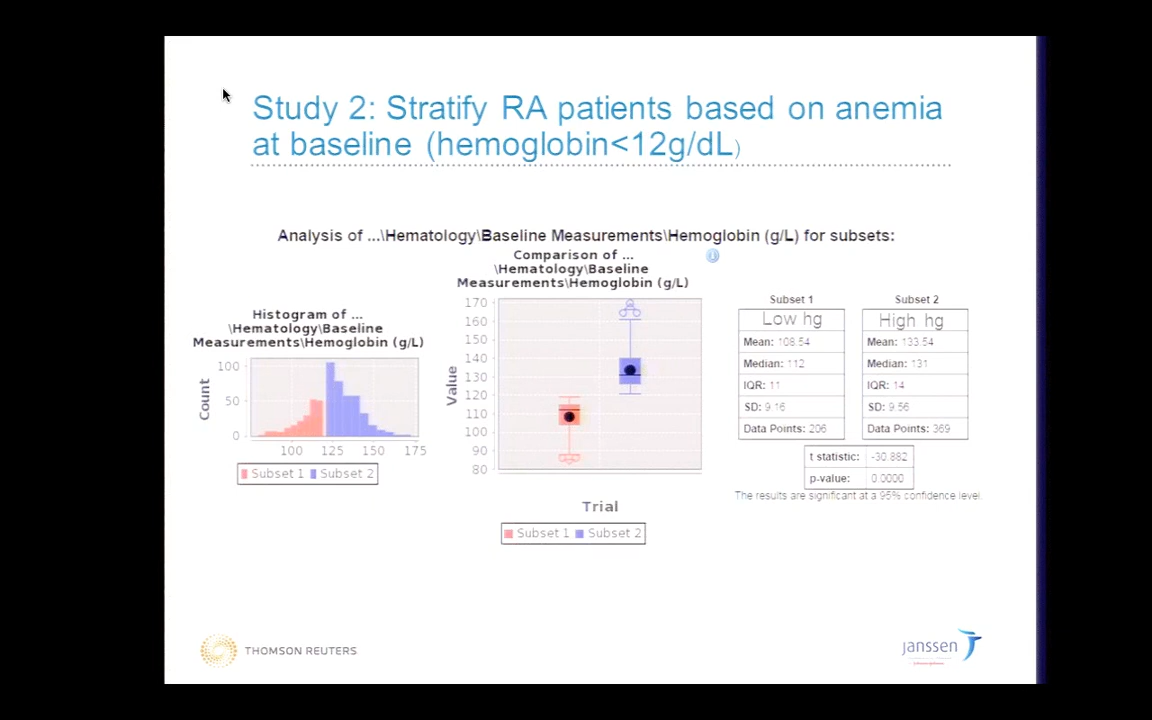 Study 2: Stratify RA patients based on anemia
at baseline (hemoglobin<12g/dL)
Analysis of ...\Hematology\Baseline Measurements\Hemoglobin (g/L) for subsets:
Histogram of ...
\Hematology\Baseline
Measurements\Hemoglobin (g/L)
Count
100
50
0
100 125 150 175
Subset 1 Subset 2
Comparison of ...
\Hematology\Baseline
Measurements\Hemoglobin (g/L)
Value
170
160
150
140
130
120
110
100
90
80
Trial
Subset 1 Subset 2
Subset 1
Low hg
Mean: 108.54
Median: 112
IQR: 11
SD: 9.16
Data Points: 206
Subset 2
High hg
Mean: 133.54
Median: 131
IQR: 14
SD: 9.56
Data Points: 369
t statistic: -30.882
p-value: 0.0000
The results are significant at a 95% confidence level.
THOMSON REUTERS
janssen